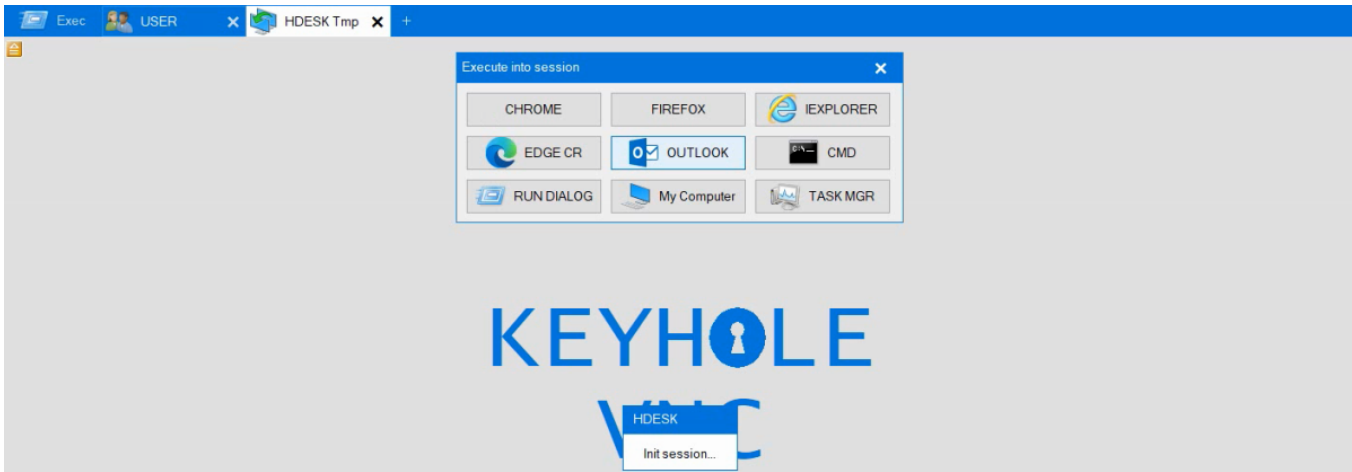 Exec USER HDESK Tmp +
Execute into session
CHROME FIREFOX IEXPLORER
EDGE CR OUTLOOK CMD
RUN DIALOG My Computer TASK MGR
KEYHOLE
VNC
HDESK
Init session...